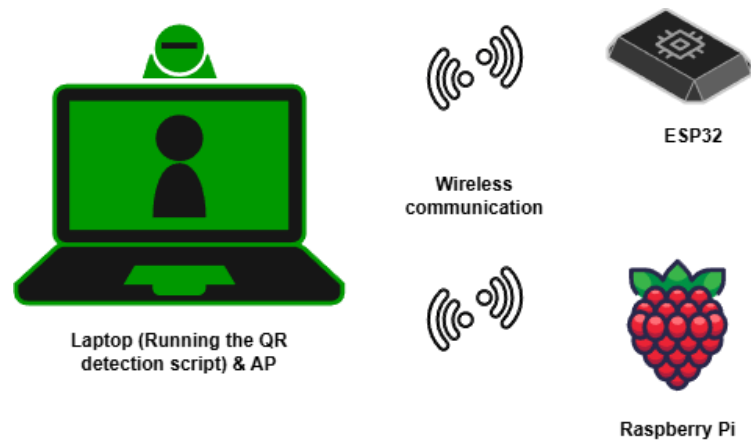 ESP32
Wireless
communication
Laptop (Running the QR
detection script) & AP
Raspberry Pi